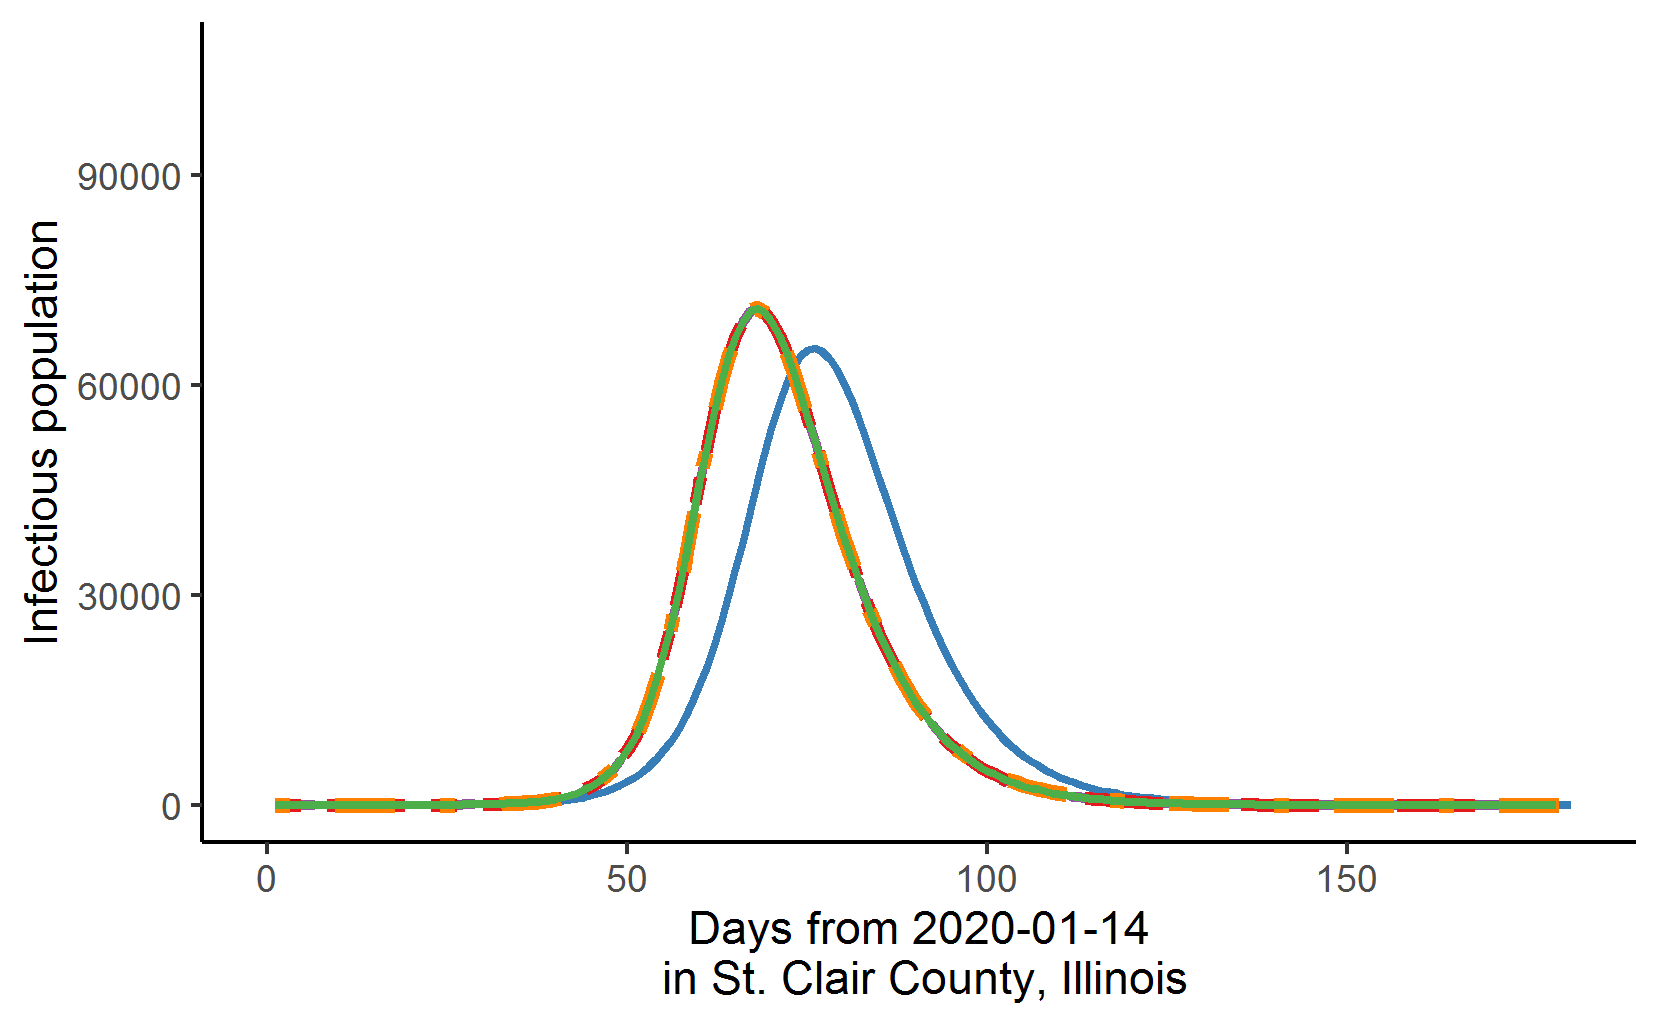 Infectious population
90000
60000
30000
0
0 50 100 150
Days from 2020-01-14
in St. Clair County, Illinois